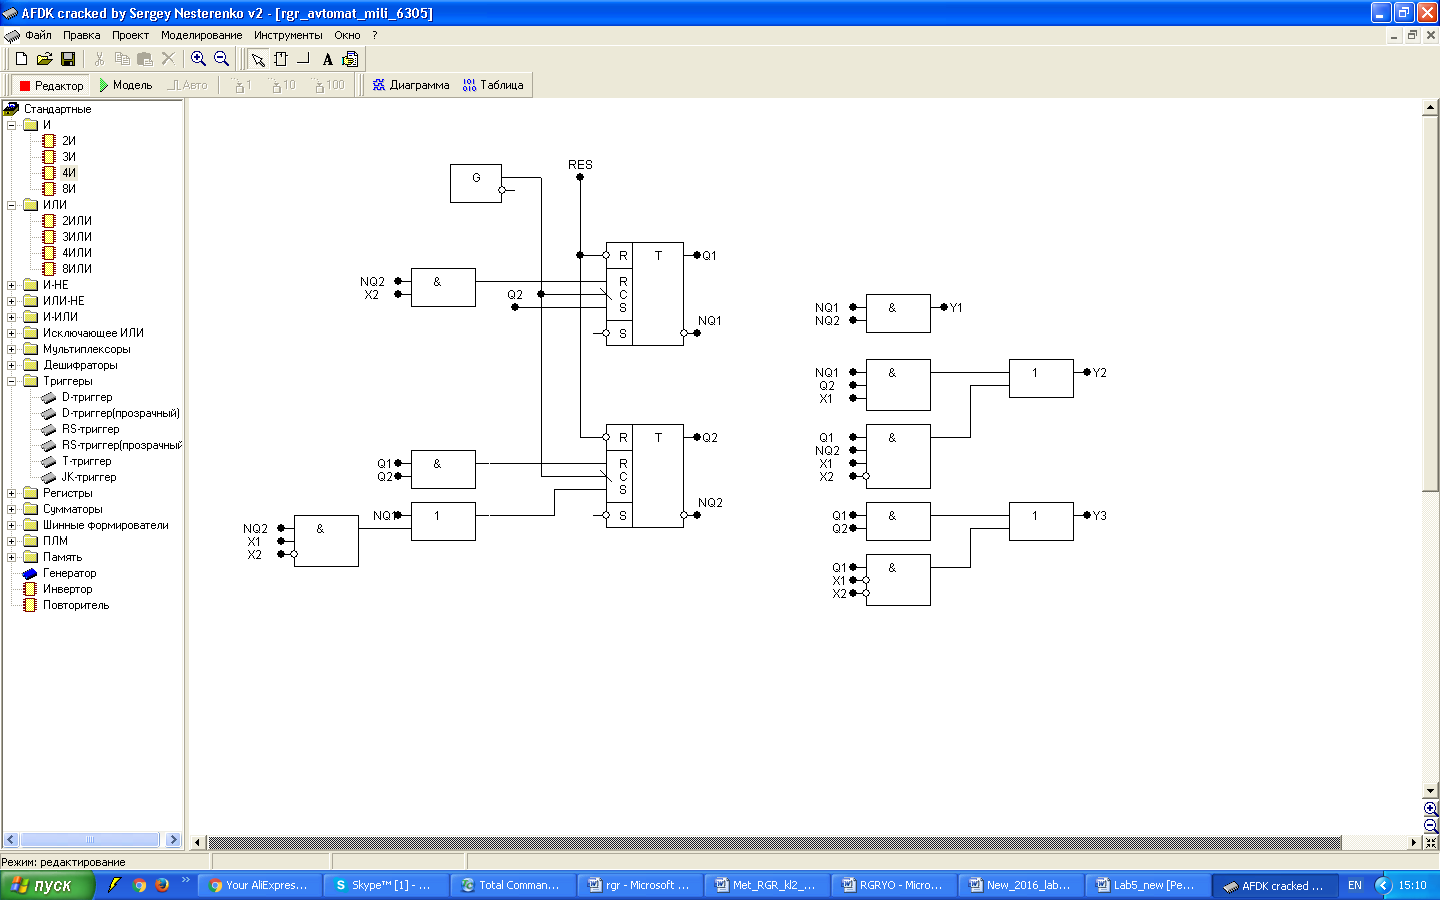 AFDK cracked by Sergey Nesterenko v2 - [rgr_avtomat_mili_6305]
Файл Правка Проект Моделирование Инструменты Окно ?
A
Редактор Модель Авто 1 10 100 Диаграмма Таблица
Стандартные
И
2И
3И
4И
8И
ИЛИ
2ИЛИ
3ИЛИ
4ИЛИ
8ИЛИ
И-НЕ
ИЛИ-НЕ
И-ИЛИ
Исключающее ИЛИ
Мультиплексоры
Дешифраторы
Триггеры
D-триггер
D-триггер(прозрачный)
RS-триггер
RS-триггер(прозрачный
T-триггер
JK-триггер
Регистры
Сумматоры
Шинные формирователи
ПЛМ
Память
Генератор
Инвертор
Повторитель
G
RES
R T Q1
NQ2 & R
X2 Q2 C
S
NQ1
S
R T Q2
Q1 & R
Q2 C
S
NQ2
NQ1 1 S
NQ2 &
X1
X2
NQ1 & Y1
NQ2
NQ1 & 1 Y2
Q2
X1
Q1 &
NQ2
X1
X2
Q1 & 1 Y3
Q2
Q1 &
X1
X2
Режим: редактирование
пуск Your AliExpres... Skype™ [1] - ... Total Comman... rgr - Microsoft ... Met_RGR_kl2_... RGRYO - Micro... New_2016_lab... Lab5_new [Ре... AFDK cracked ... EN 15:10